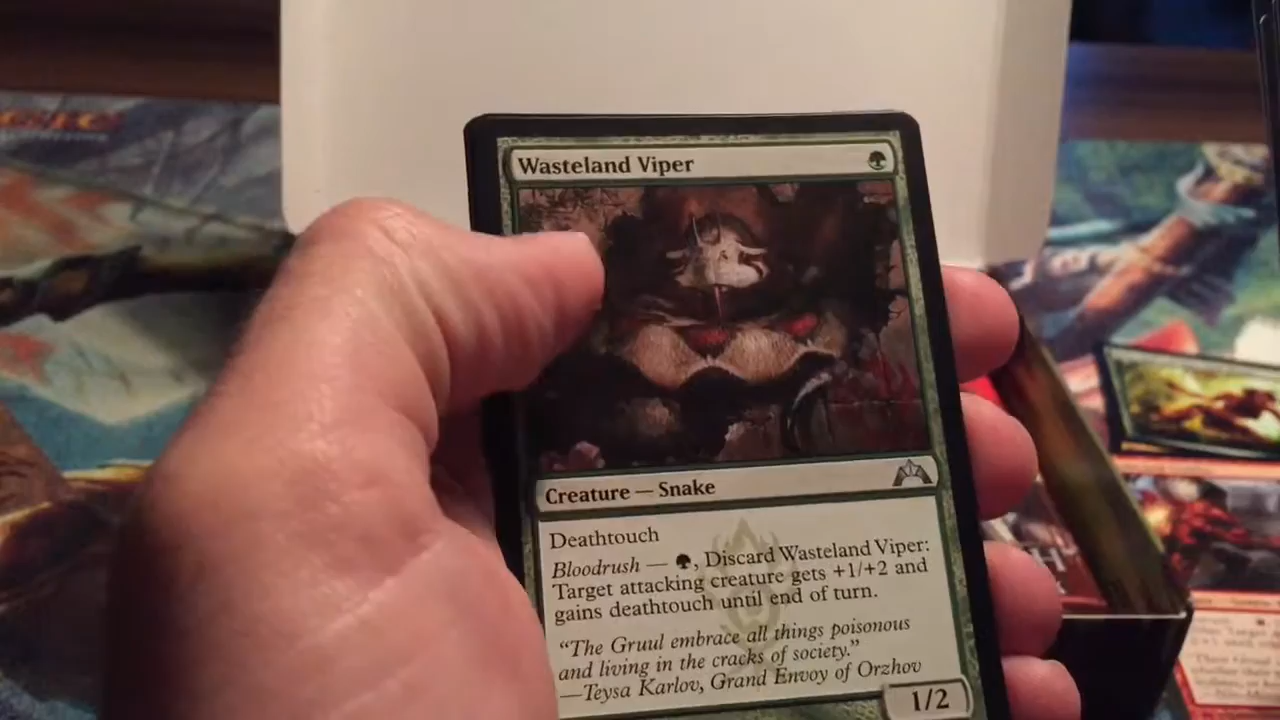 Wasteland Viper
Creature — Snake
Deathtouch
Bloodrush — , Discard Wasteland Viper:
Target attacking creature gets +1/+2 and
gains deathtouch until end of turn.
“The Gruul embrace all things poisonous
and living in the cracks of society.”
—Teysa Karlov, Grand Envoy of Orzhov
1/2